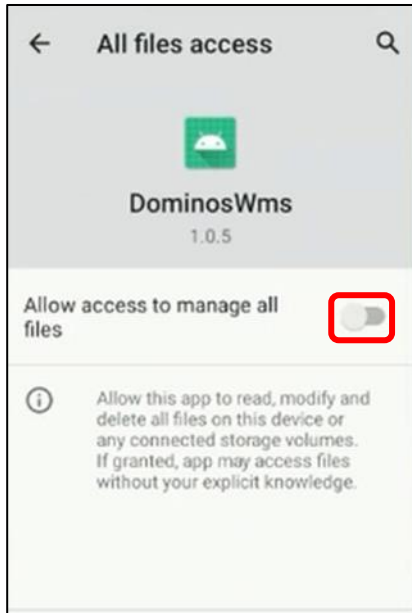 All files access
DominosWms
1.0.5
Allow access to manage all
files
Allow this app to read, modify and
delete all files on this device or
any connected storage volumes.
If granted, app may access files
without your explicit knowledge.